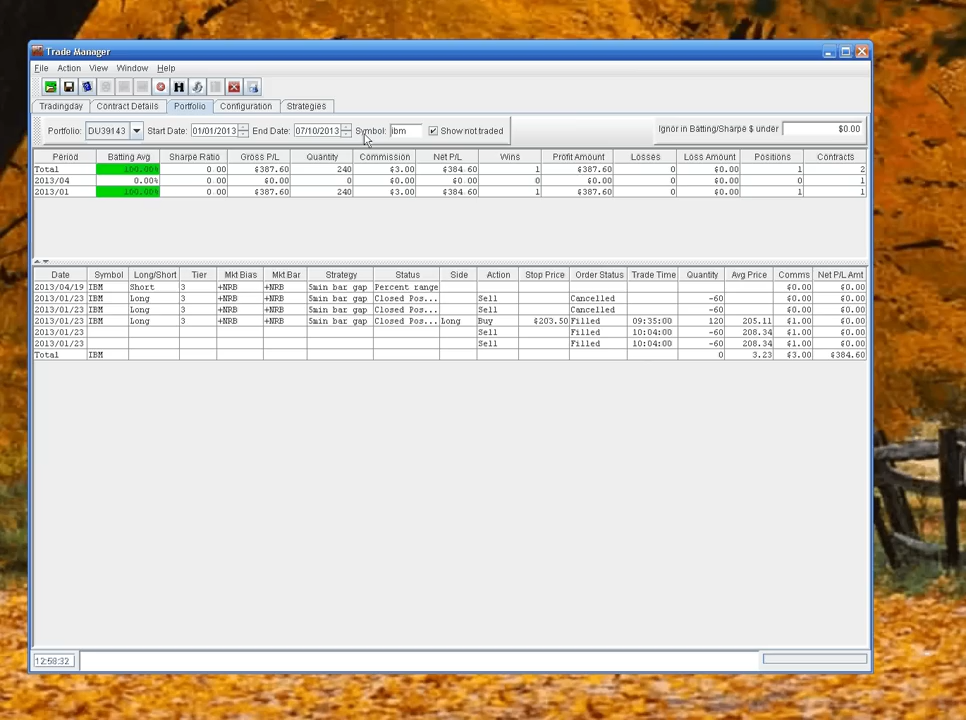 Trade Manager
File Action View Window Help
Tradingday Contract Details Portfolio Configuration Strategies
Portfolio: DU39143 Start Date: 01/01/2013 End Date: 07/10/2013 Symbol: ibm Show not traded Ignor in Batting/Sharpe $ under $0.00
Period Batting Avg Sharpe Ratio Gross P/L Quantity Commission Net P/L Wins Profit Amount Losses Loss Amount Positions Contracts
Total 100.00% 0.00 $387.60 240 $3.00 $384.60 1 $387.60 0 $0.00 1 2
2013/04 0.00% 0.00 $0.00 0 $0.00 $0.00 0 $0.00 0 $0.00 0 1
2013/01 100.00% 0.00 $387.60 240 $3.00 $384.60 1 $387.60 0 $0.00 1 1
Date Symbol Long/Short Tier Mkt Bias Mkt Bar Strategy Status Side Action Stop Price Order Status Trade Time Quantity Avg Price Comms Net P/L Amt
2013/04/19 IBM Short 3 +NRB +NRB 5min bar gap Percent range $0.00 $0.00
2013/01/23 IBM Long 3 +NRB +NRB 5min bar gap Closed Pos... Sell Cancelled -60 $0.00 $0.00
2013/01/23 IBM Long 3 +NRB +NRB 5min bar gap Closed Pos... Sell Cancelled -60 $0.00 $0.00
2013/01/23 IBM Long 3 +NRB +NRB 5min bar gap Closed Pos... Long Buy $203.50 Filled 09:35:00 120 205.11 $1.00 $0.00
2013/01/23 Sell Filled 10:04:00 -60 208.34 $1.00 $0.00
2013/01/23 Sell Filled 10:04:00 -60 208.34 $1.00 $0.00
Total IBM 0 3.23 $3.00 $384.60
12:58:32